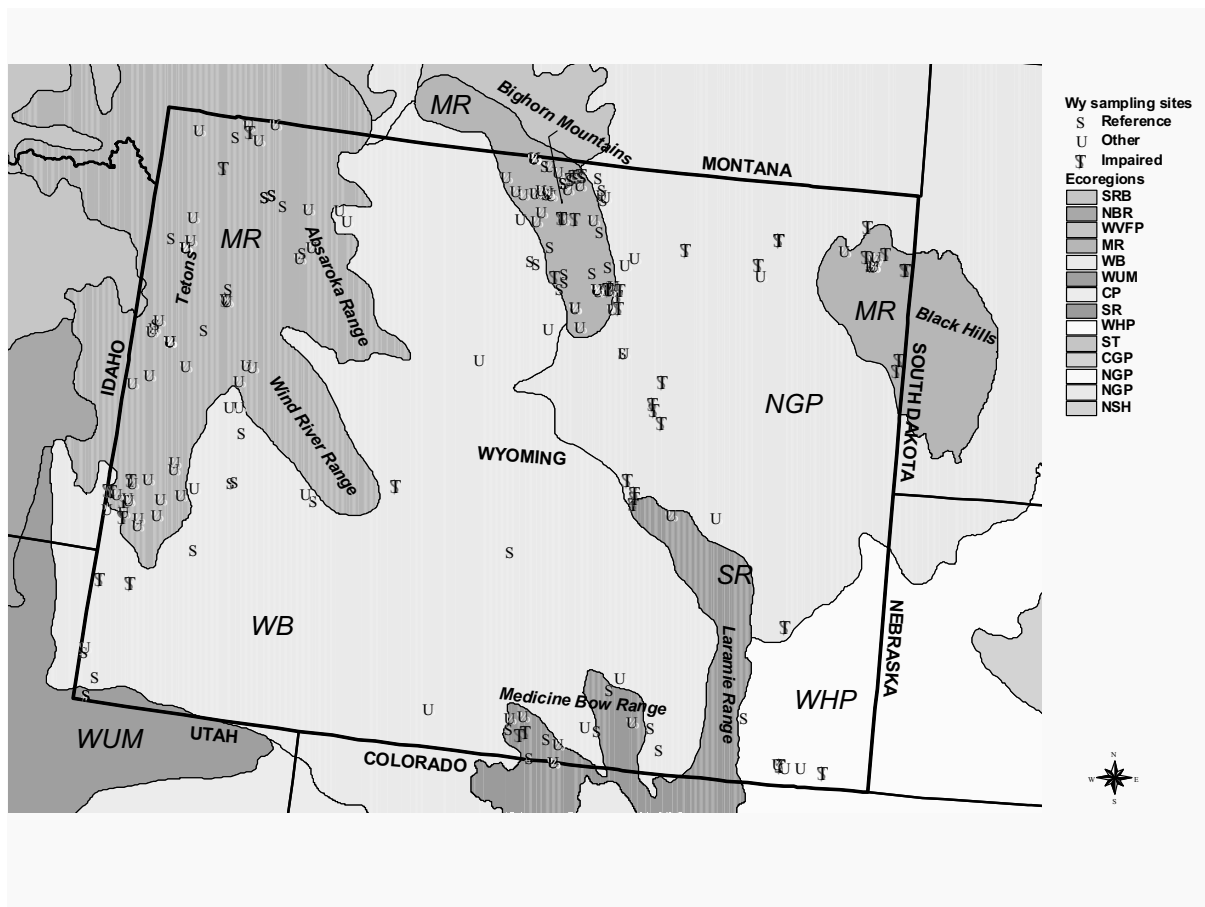 MR
Bighorn Mountains
MONTANA
MR
Absaroka Range
Tetons
IDAHO
Wind River Range
WYOMING
NGP
MR
Black Hills
SOUTH DAKOTA
SR
WB
Laramie Range
NEBRASKA
Medicine Bow Range
WHP
WUM
UTAH
COLORADO
Wy sampling sites
S Reference
U Other
T Impaired
Ecoregions
SRB
NBR
WVFP
MR
WB
WUM
CP
SR
WHP
ST
CGP
NGP
NGP
NSH
N
W E
S